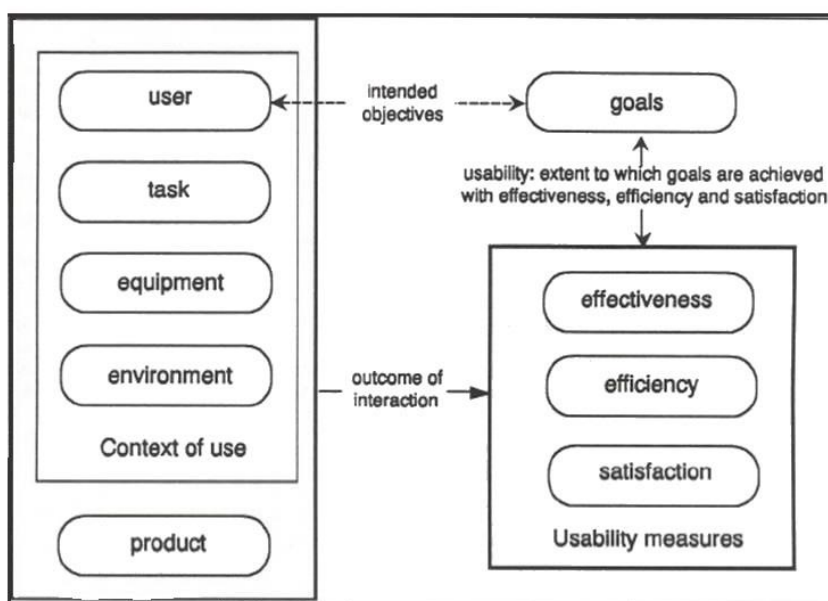 user
task
equipment
environment
Context of use
product
intended
objectives
goals
usability: extent to which goals are achieved
with effectiveness, efficiency and satisfaction
outcome of
interaction
effectiveness
efficiency
satisfaction
Usability measures